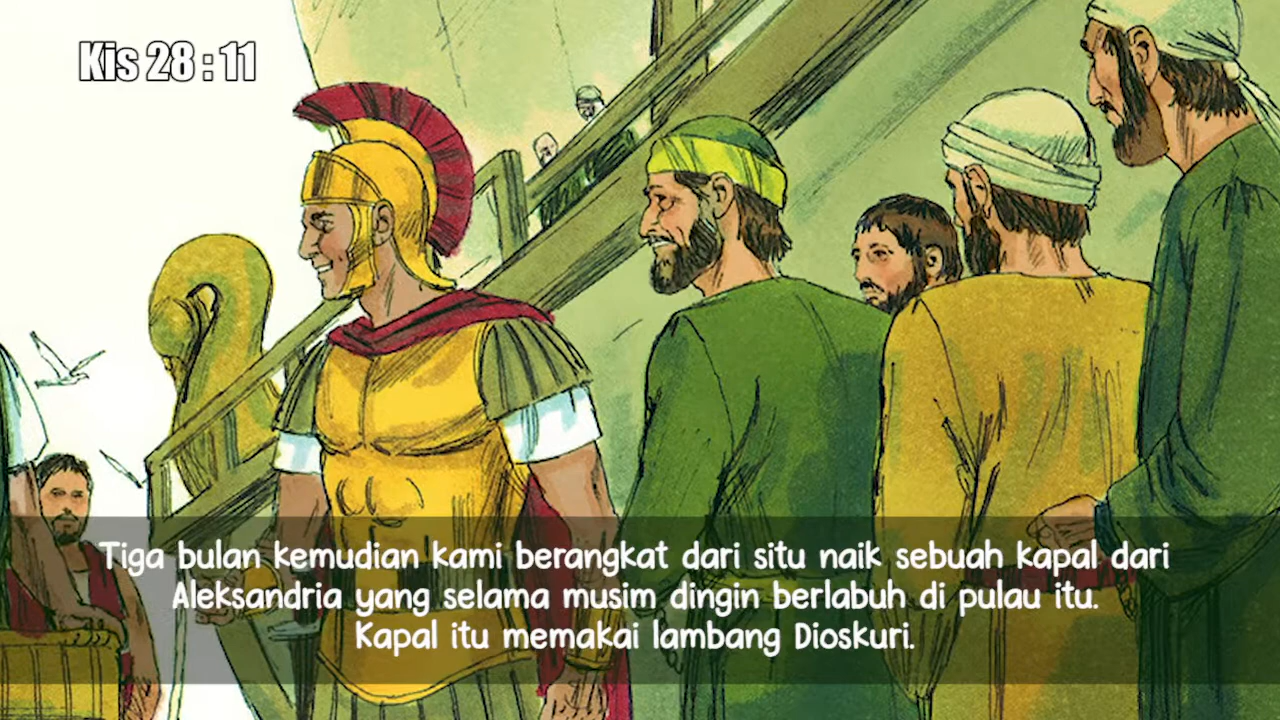 Kis 28 : 11
Tiga bulan kemudian kami berangkat dari situ naik sebuah kapal dari
Aleksandria yang selama musim dingin berlabuh di pulau itu.
Kapal itu memakai lambang Dioskuri.